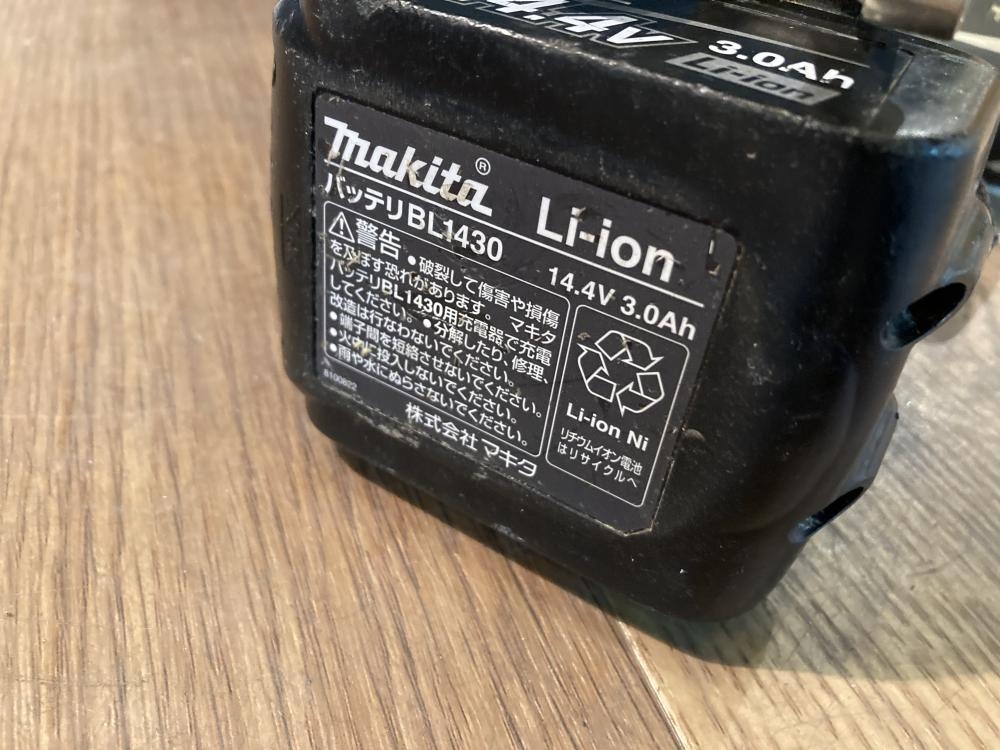 4.4V
3.0Ah
Li-ion
makita®
Li-ion
バッテリBL1430
14.4V 3.0Ah
警告 ●破裂して傷害や損傷
を及ぼす恐れがあります。 マキタ
バッテリBL1430用充電器で充電
してください。 ●分解したり、修理、
改造は行なわないでください。
●端子間を短絡させないでください。
●火中に投入しないでください。
●雨や水にぬらさないでください。
Li-ion Ni
リチウムイオン電池
はリサイクルへ
8100822
株式会社 マキタ